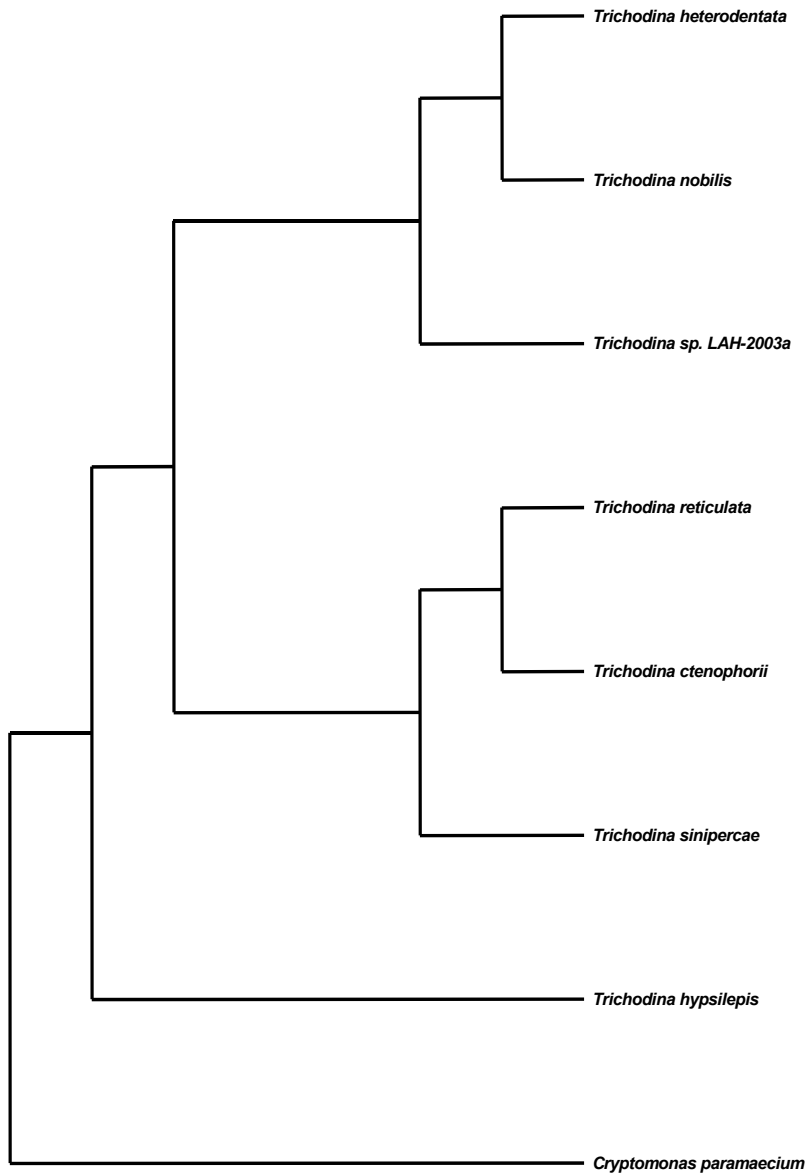 Trichodina heterodentata
Trichodina nobilis
Trichodina sp. LAH-2003a
Trichodina reticulata
Trichodina ctenophorii
Trichodina sinipercae
Trichodina hypsilepis
Cryptomonas paramaecium